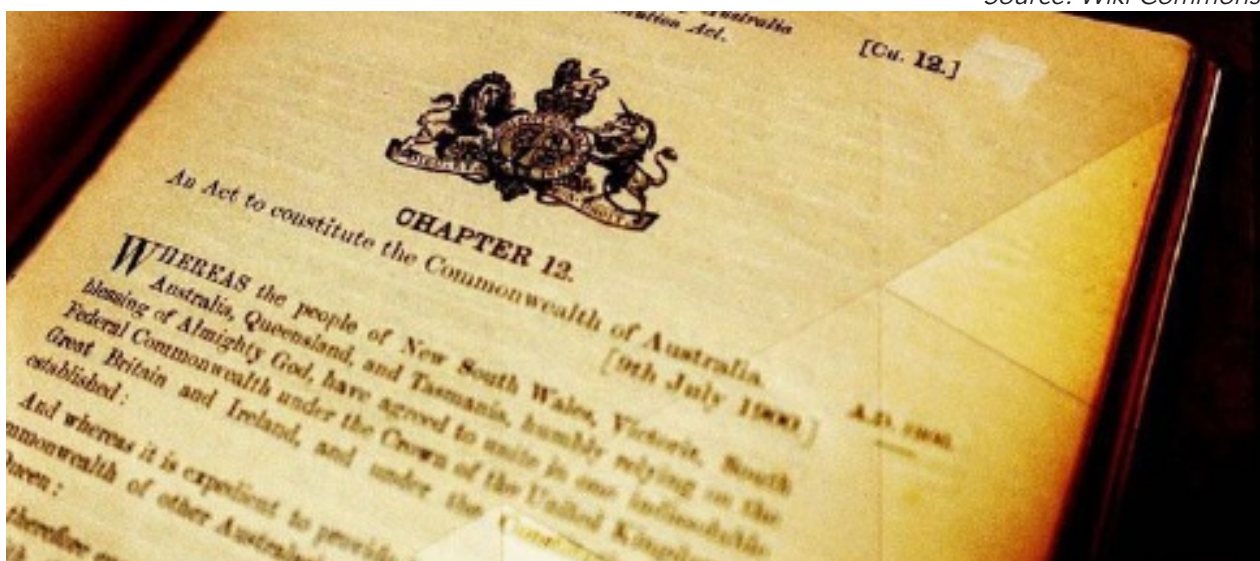 Source: Wiki Commons
Australia
Act.
[CH. 12.]
CHAPTER 12.
An Act to constitute the Commonwealth of Australia.
[9th July 1900]
WHEREAS the people of New South Wales, Victoria, South
A.D. 1900.
Australia, Queensland, and Tasmania, humbly relying on the
blessing of Almighty God, have agreed to unite in one indissoluble
Federal Commonwealth under the Crown of the United Kingdom
Great Britain and Ireland, and under the
established:
And whereas it is expedient to provide
Commonwealth of other
Queen:
therefore